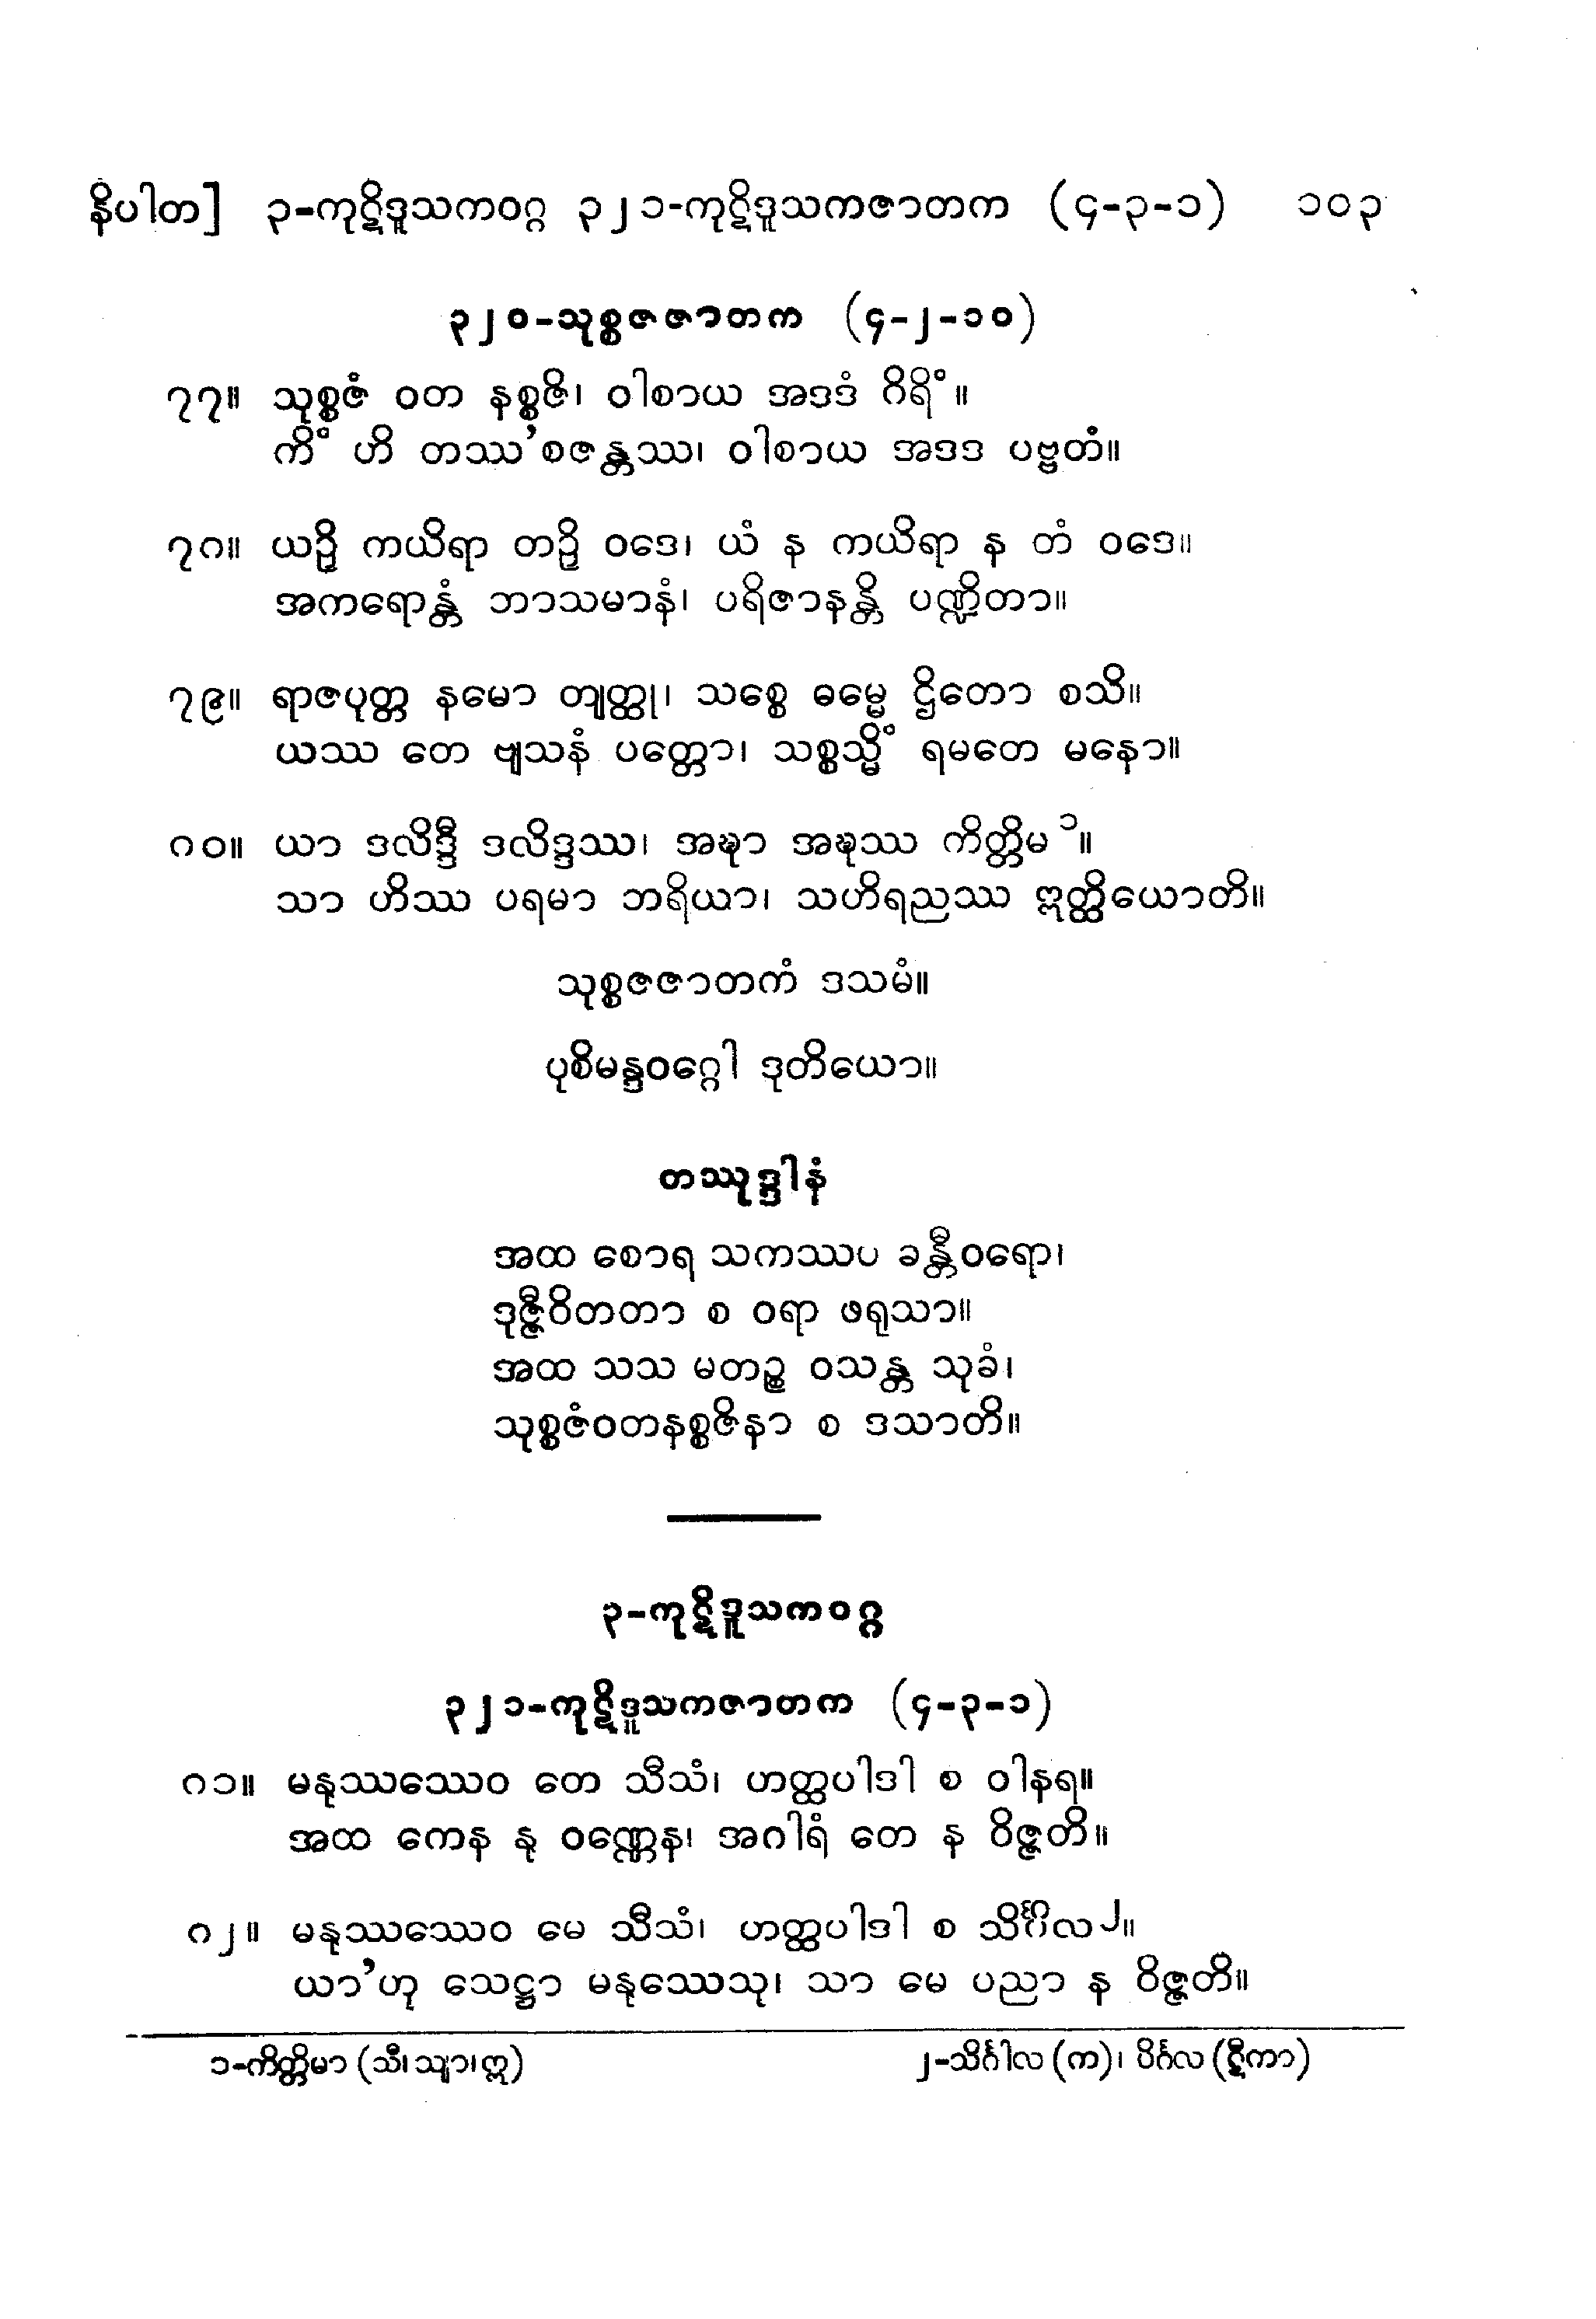 နိပါတ] ၃-ကုဋိဒူသကဝဂ္ဂ ၃၂၁-ကုဋိဒူသကဇာတက (၄-၃-၁) ၁၀၃
၃၂၀-သုစ္စဇဇာတက (၄-၂-၁၀)
၇၇။ သုစ္စဇံ ဝတ နစ္စဇိ၊ ဝါစာယ အဒဒံ ဂိရိံ။
ကိံ ဟိ တဿ’စဇန္တဿ၊ ဝါစာယ အဒဒ ပဗ္ဗတံ။
၇၈။ ယဉှိ ကယိရာ တဉှိ ဝဒေ၊ ယံ န ကယိရာ န တံ ဝဒေ။
အကရောန္တံ ဘာသမာနံ၊ ပရိဇာနန္တိ ပဏ္ဍိတာ။
၇၉။ ရာဇပုတ္တ နမော တျတ္ထု၊ သစ္စေ ဓမ္မေ ဌိတော စသိ။
ယဿ တေ ဗျသနံ ပတ္တော၊ သစ္စသ္မိံ ရမတေ မနော။
၈၀။ ယာ ဒလိဒ္ဒီ ဒလိဒ္ဒဿ၊ အဍ္ဎာ အဍ္ဎဿ ကိတ္တိမ ၁။
သာ ဟိဿ ပရမာ ဘရိယာ၊ သဟိရညဿ ဣတ္ထိယောတိ။
သုစ္စဇဇာတကံ ဒသမံ။
ပုစိမန္ဒဝဂ္ဂေါ ဒုတိယော။
တဿုဒ္ဒါနံ
အထ စောရ သကဿပ ခန္တီဝရော၊
ဒုဇ္ဇီဝိတတာ စ ဝရာ ဖရုသာ။
အထ သသ မတဉ္စ ဝသန္တ သုခံ၊
သုစ္စဇံဝတနစ္စဇိနာ စ ဒသာတိ။
၃-ကုဋိဒူသကဝဂ္ဂ
၃၂၁-ကုဋိဒူသကဇာတက (၄-၃-၁)
၈၁။ မနုဿဿေဝ တေ သီသံ၊ ဟတ္ထပါဒါ စ ဝါနရ။
အထ ကေန နု ဝဏ္ဏေန၊ အဂါရံ တေ န ဝိဇ္ဇတိ။
၈၂။ မနုဿဿေဝ မေ သီသံ၊ ဟတ္ထပါဒါ စ သိင်္ဂိလ ၂။
ယာ’ဟု သေဋ္ဌာ မနုဿေသု၊ သာ မေ ပညာ န ဝိဇ္ဇတိ။
၁-ကိတ္တိမာ (သီ၊သျာ၊ဣ) ၂-သိင်္ဂါလ (က)၊ ပိင်္ဂလ (ဋီကာ)